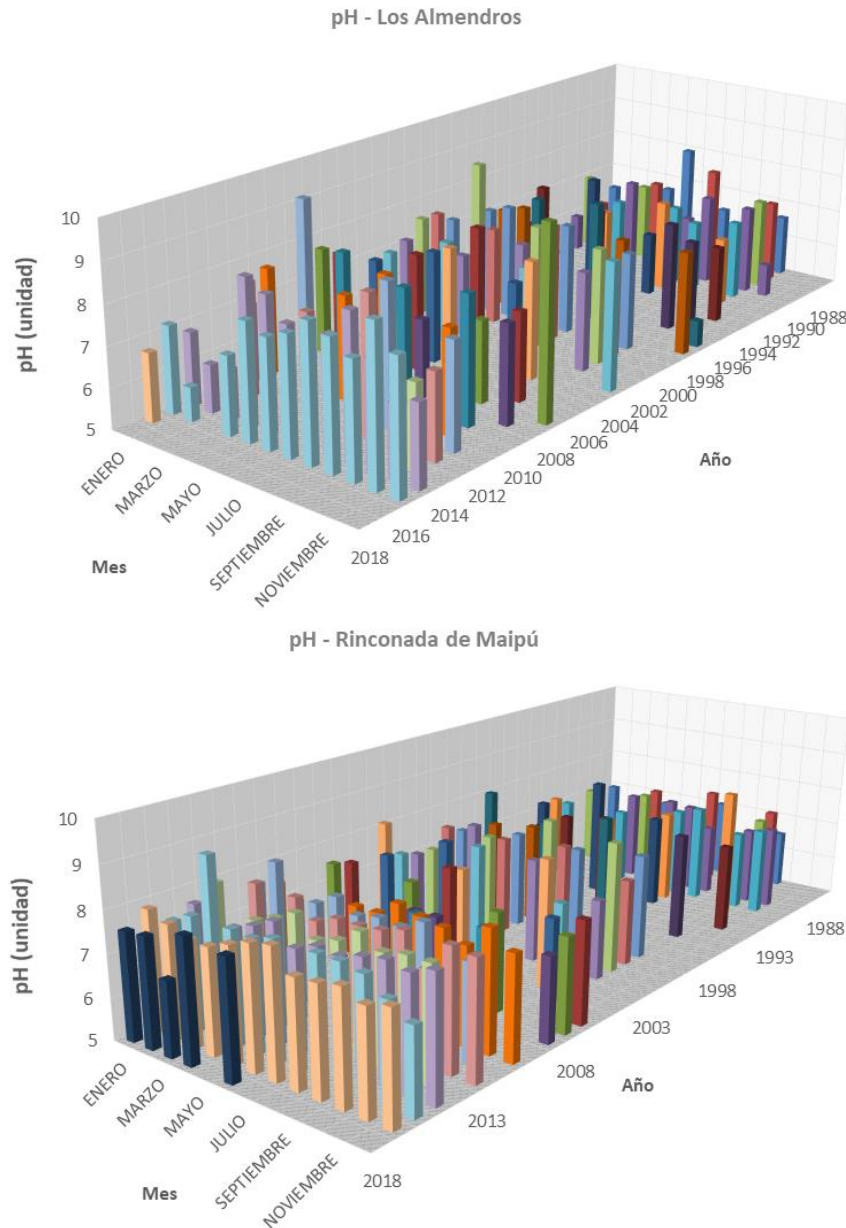 pH - Los Almendros
10
9
8
7
6
5
pH (unidad)
ENERO
MARZO
MAYO
JULIO
SEPTIEMBRE
NOVIEMBRE
Mes
2018
2016
2014
2012
2010
2008
2006
2004
2002
2000
1998
1996
1994
1992
1990
1988
Año
pH - Rinconada de Maipú
10
9
8
7
6
5
pH (unidad)
ENERO
MARZO
MAYO
JULIO
SEPTIEMBRE
NOVIEMBRE
Mes
2018
2013
2008
2003
1998
1993
1988
Año